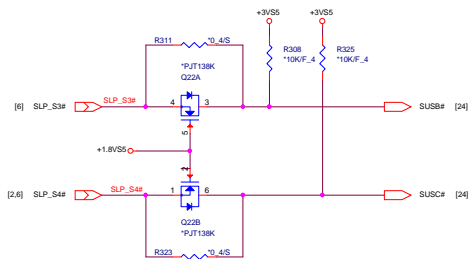 +3VS5 +3VS5
R311 *0_4/S
R308 R325
*10K/F_4 *10K/F_4
*PJT138K
Q22A
[6] SLP_S3# SLP_S3# 4 3 SUSB# [24]
5
+1.8VS5
2
[2,6] SLP_S4# SLP_S4# 1 6 SUSC# [24]
Q22B
*PJT138K
R323 *0_4/S